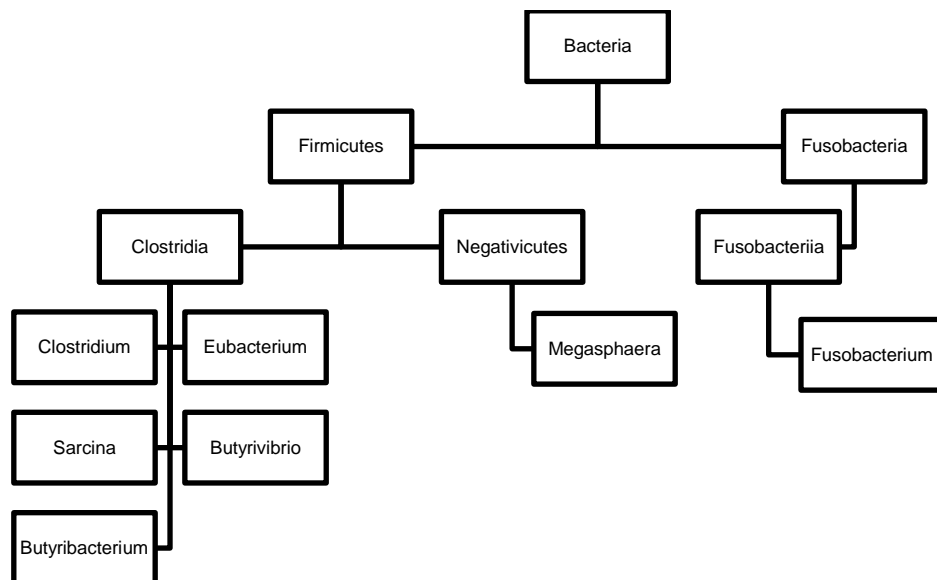 Bacteria
Firmicutes
Fusobacteria
Clostridia
Negativicutes
Fusobacteriia
Clostridium
Eubacterium
Megasphaera
Fusobacterium
Sarcina
Butyrivibrio
Butyribacterium